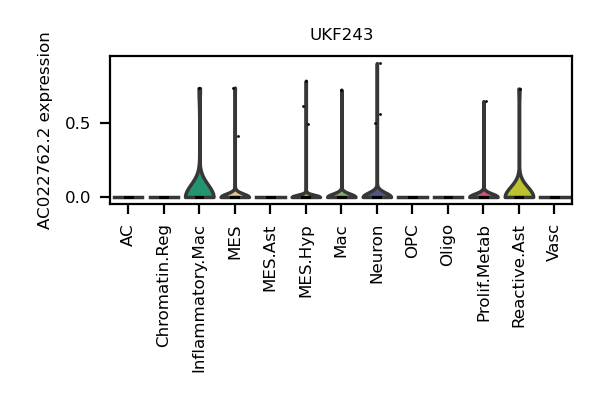 UKF243
AC022762.2 expression
0.5
0.0
AC
Chromatin.Reg
Inflammatory.Mac
MES
MES.Ast
MES.Hyp
Mac
Neuron
OPC
Oligo
Prolif.Metab
Reactive.Ast
Vasc